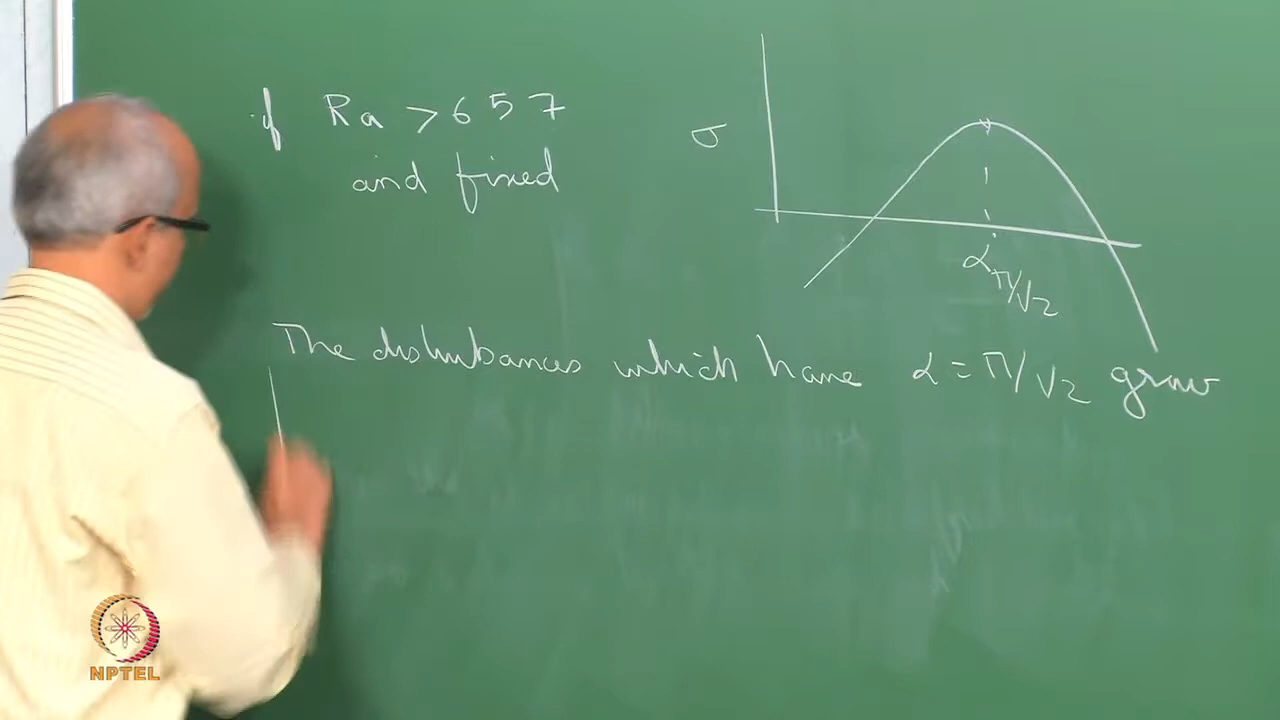 if Ra > 657
and fixed
σ
α π/√2
The disturbances which have α = π/√2 grow
NPTEL